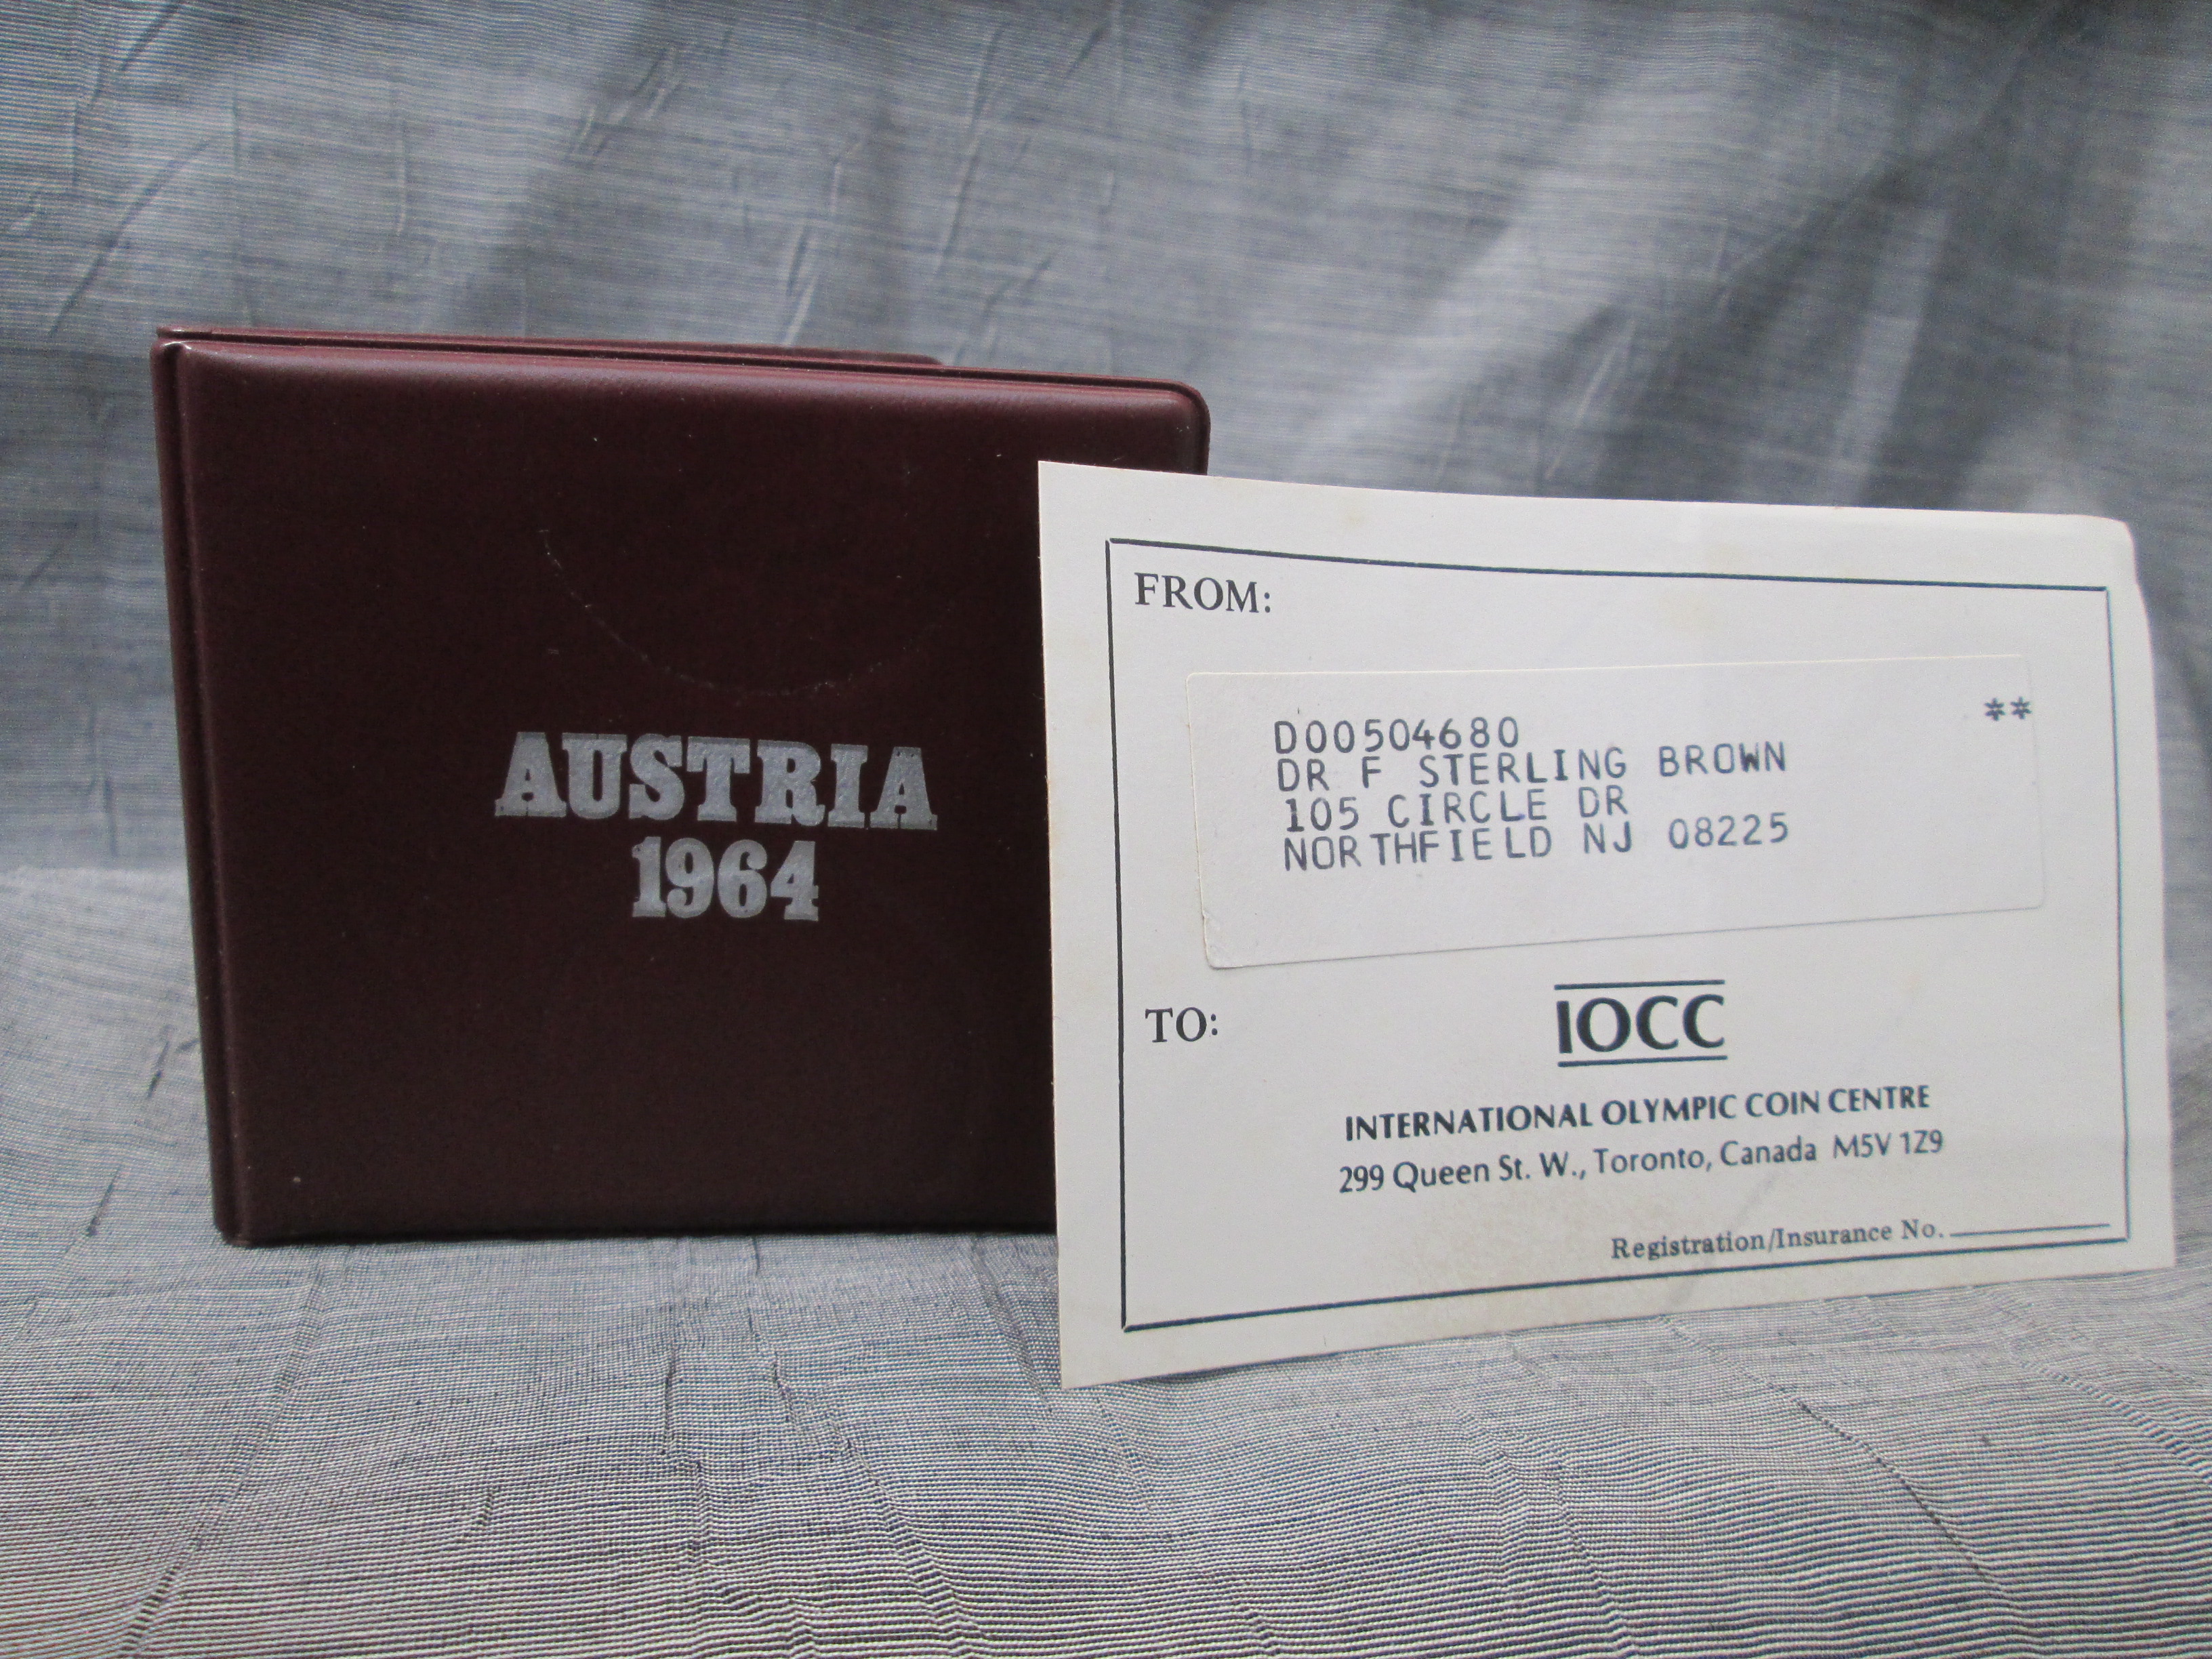 AUSTRIA
1964
FROM:
**
D00504680
DR F STERLING BROWN
105 CIRCLE DR
NORTHFIELD NJ 08225
TO:
IOCC
INTERNATIONAL OLYMPIC COIN CENTRE
299 Queen St. W., Toronto, Canada M5V 1Z9
Registration/Insurance No.